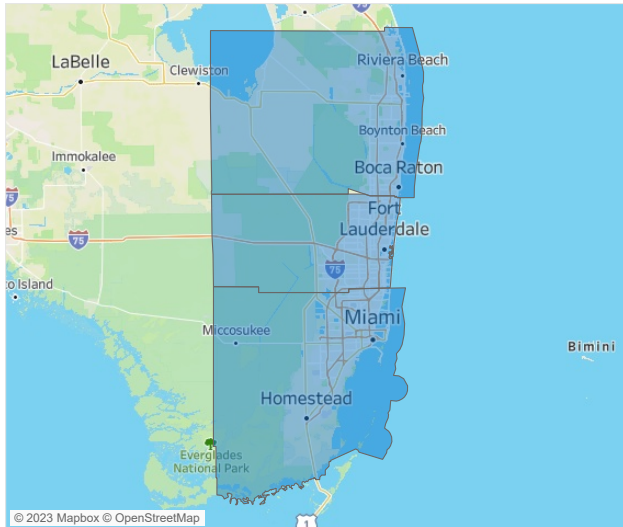 LaBelle
Clewiston
Riviera Beach
Boynton Beach
Immokalee
Boca Raton
75
Fort
Lauderdale
es
75
75
to Island
Miccosukee
Miami
Bimini
Homestead
Everglades
National Park
1
© 2023 Mapbox © OpenStreetMap